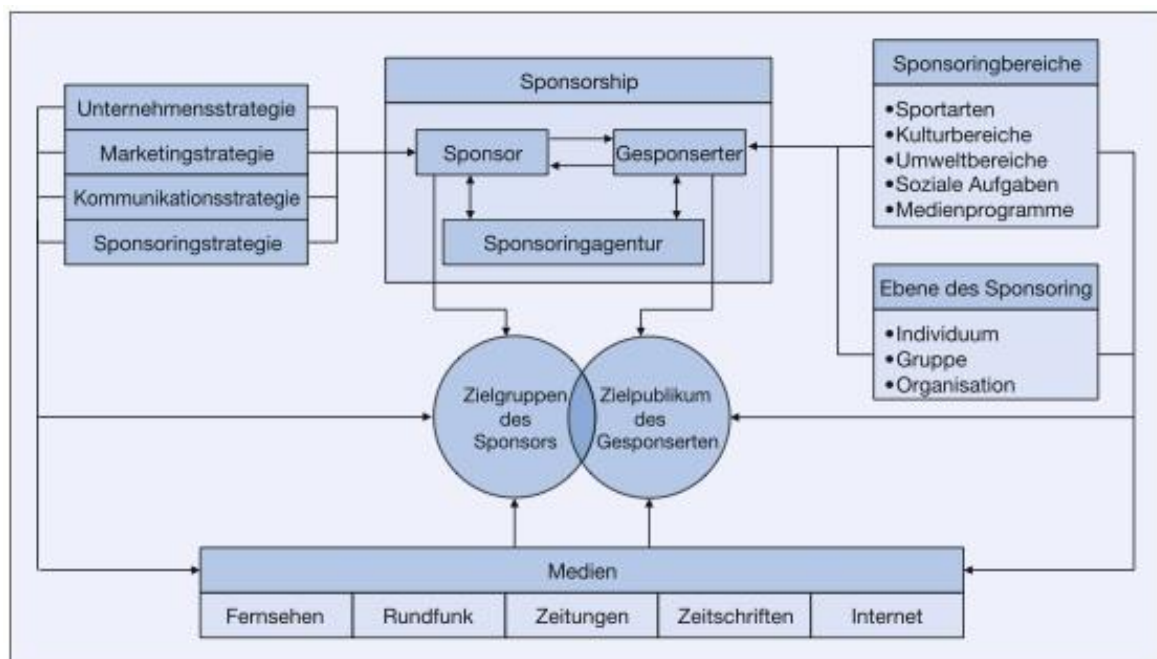 Unternehmensstrategie
Marketingstrategie
Kommunikationsstrategie
Sponsoringstrategie
Sponsorship
Sponsor
Gesponserter
Sponsoringagentur
Sponsoringbereiche
•Sportarten
•Kulturbereiche
•Umweltbereiche
•Soziale Aufgaben
•Medienprogramme
Ebene des Sponsoring
•Individuum
•Gruppe
•Organisation
Zielgruppen
des
Sponsors
Zielpublikum
des
Gesponserten
Medien
Fernsehen
Rundfunk
Zeitungen
Zeitschriften
Internet